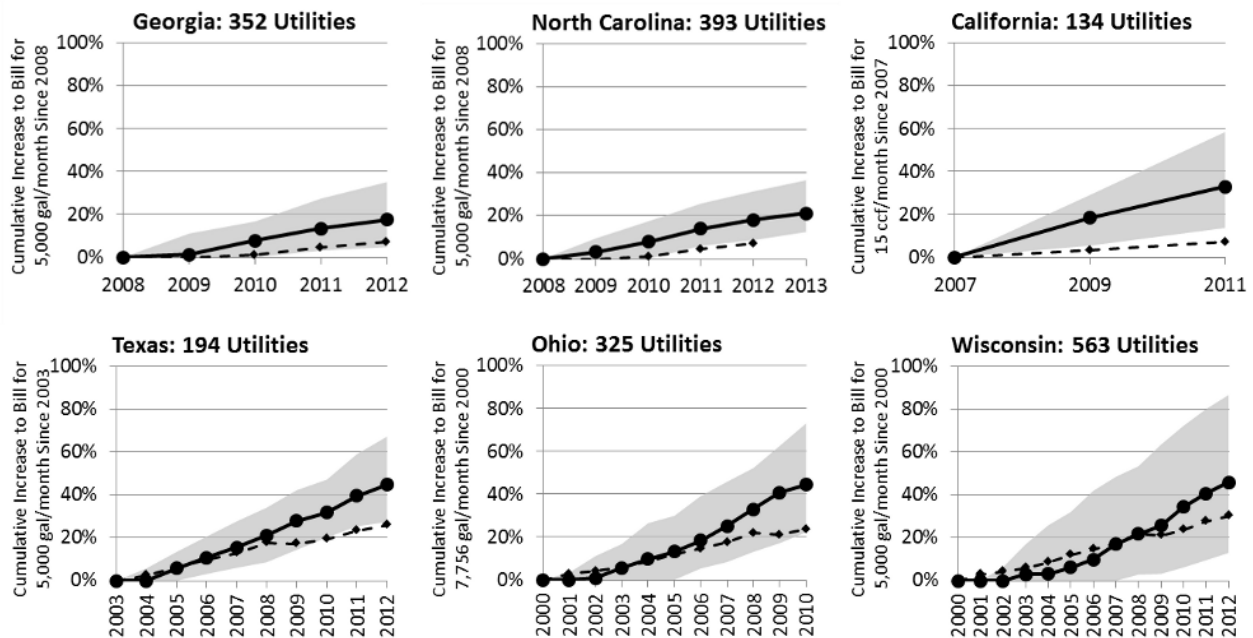 Georgia: 352 Utilities
Cumulative Increase to Bill for
5,000 gal/month Since 2008
100%
80%
60%
40%
20%
0%
2008 2009 2010 2011 2012
North Carolina: 393 Utilities
Cumulative Increase to Bill for
5,000 gal/month Since 2008
100%
80%
60%
40%
20%
0%
2008 2009 2010 2011 2012 2013
California: 134 Utilities
Cumulative Increase to Bill for
15 ccf/month Since 2007
100%
80%
60%
40%
20%
0%
2007 2009 2011
Texas: 194 Utilities
Cumulative Increase to Bill for
5,000 gal/month Since 2003
100%
80%
60%
40%
20%
0%
2003 2004 2005 2006 2007 2008 2009 2010 2011 2012
Ohio: 325 Utilities
Cumulative Increase to Bill for
7,756 gal/month Since 2000
100%
80%
60%
40%
20%
0%
2000 2001 2002 2003 2004 2005 2006 2007 2008 2009 2010
Wisconsin: 563 Utilities
Cumulative Increase to Bill for
5,000 gal/month Since 2000
100%
80%
60%
40%
20%
0%
2000 2001 2002 2003 2004 2005 2006 2007 2008 2009 2010 2011 2012